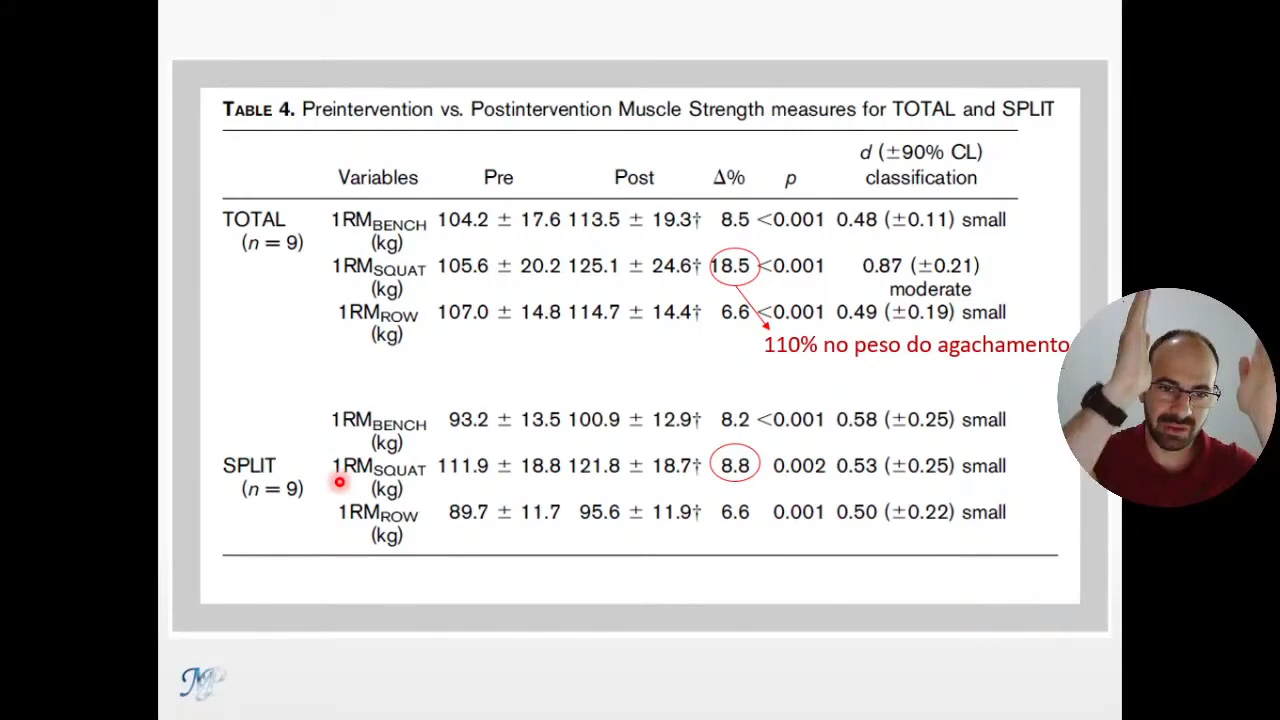 TABLE 4. Preintervention vs. Postintervention Muscle Strength measures for TOTAL and SPLIT
d (±90% CL)
Variables Pre Post Δ% p classification
TOTAL 1RM_BENCH 104.2 ± 17.6 113.5 ± 19.3† 8.5 <0.001 0.48 (±0.11) small
(n = 9) (kg)
1RM_SQUAT 105.6 ± 20.2 125.1 ± 24.6† 18.5 <0.001 0.87 (±0.21)
(kg) moderate
1RM_ROW 107.0 ± 14.8 114.7 ± 14.4† 6.6 <0.001 0.49 (±0.19) small
(kg)
110% no peso do agachamento
1RM_BENCH 93.2 ± 13.5 100.9 ± 12.9† 8.2 <0.001 0.58 (±0.25) small
(kg)
SPLIT 1RM_SQUAT 111.9 ± 18.8 121.8 ± 18.7† 8.8 0.002 0.53 (±0.25) small
(n = 9) (kg)
1RM_ROW 89.7 ± 11.7 95.6 ± 11.9† 6.6 0.001 0.50 (±0.22) small
(kg)